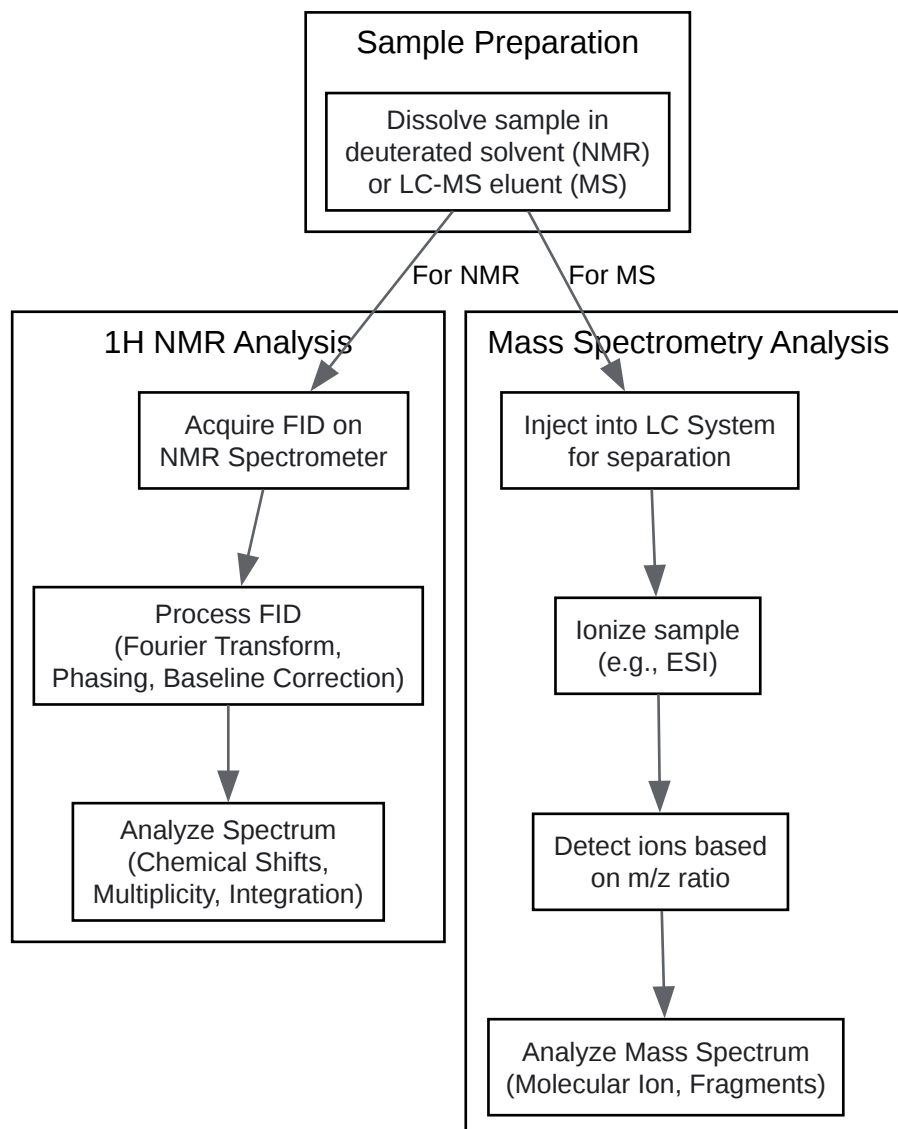 Sample Preparation
Dissolve sample in
deuterated solvent (NMR)
or LC-MS eluent (MS)
For NMR
For MS
1H NMR Analysis
Acquire FID on
NMR Spectrometer
Process FID
(Fourier Transform,
Phasing, Baseline Correction)
Analyze Spectrum
(Chemical Shifts,
Multiplicity, Integration)
Mass Spectrometry Analysis
Inject into LC System
for separation
Ionize sample
(e.g., ESI)
Detect ions based
on m/z ratio
Analyze Mass Spectrum
(Molecular Ion, Fragments)